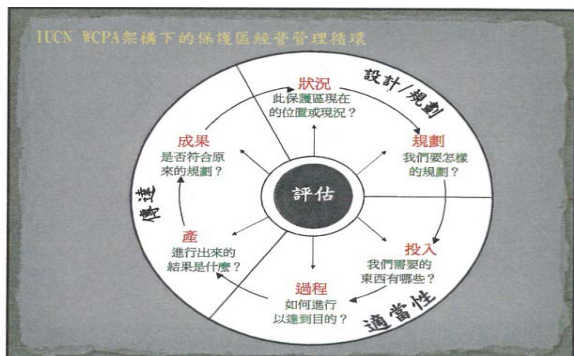 IUCN WCPA架構下的保護區經營管理循環
設計/規劃
狀況
此保護區現在
的位置或現況？
規劃
我們要怎樣
的規劃？
投入
我們需要的
東西有哪些？
適當性
過程
如何進行
以達到目的？
產
進行出來的
結果是什麼？
傳達
成果
是否符合原
來的規劃？
評估